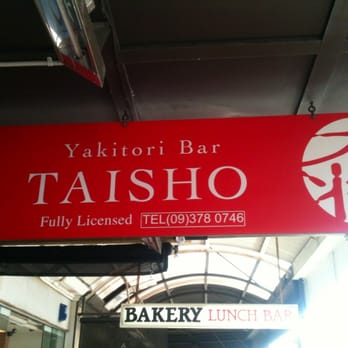 Yakitori Bar
TAISHO
Fully Licensed TEL(09)378 0746
BAKERY LUNCH BAR